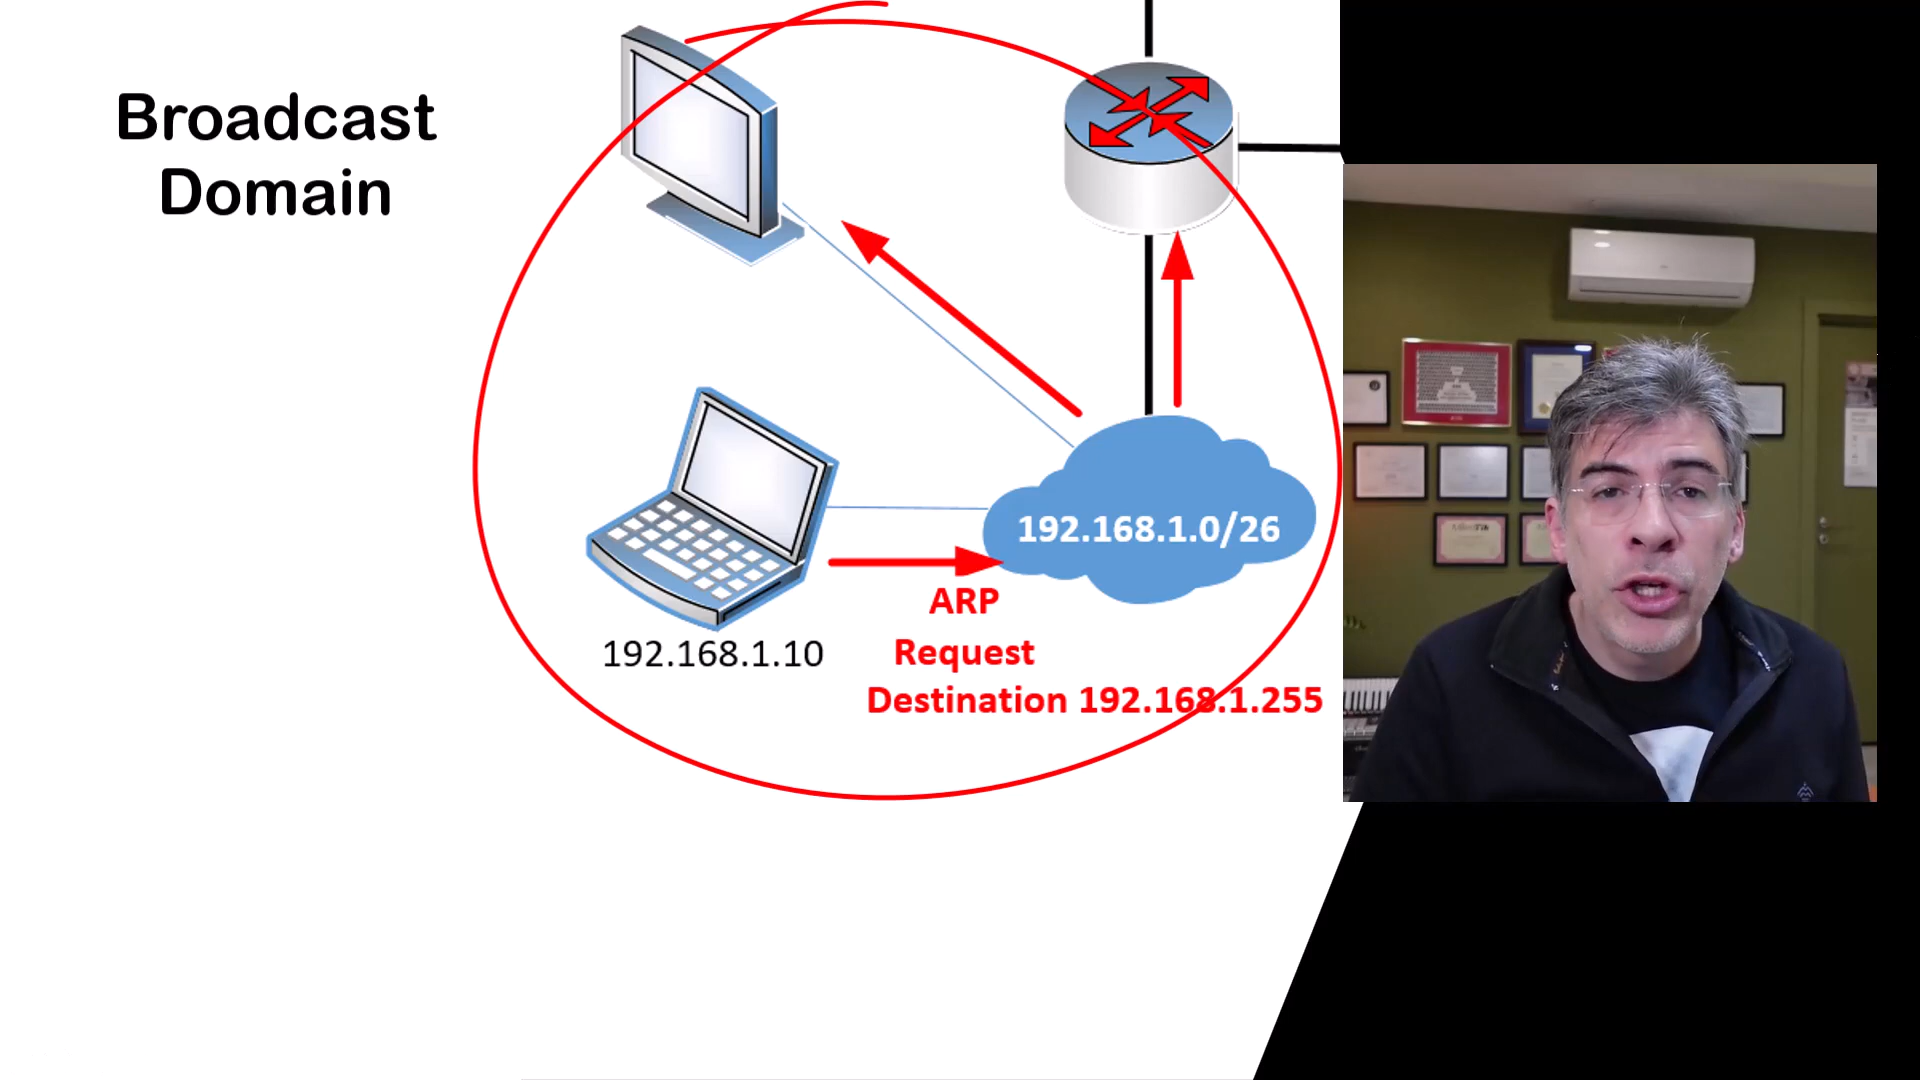 Broadcast
Domain
192.168.1.0/26
ARP
Request
192.168.1.10
Destination 192.168.1.255